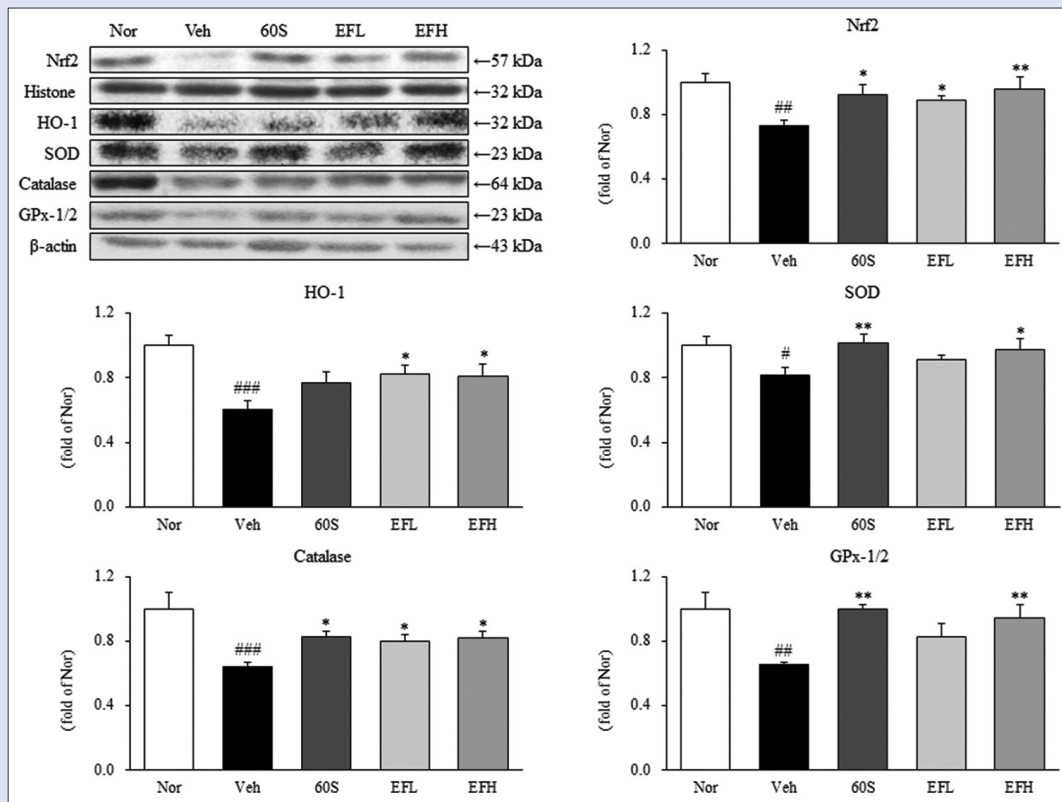 Nor Veh 60S EFL EFH
Nrf2 ←57 kDa
Histone ←32 kDa
HO-1 ←32 kDa
SOD ←23 kDa
Catalase ←64 kDa
GPx-1/2 ←23 kDa
β-actin ←43 kDa
Nrf2
(fold of Nor)
1.2
0.8
0.4
0.0
## * * **
Nor Veh 60S EFL EFH
HO-1
(fold of Nor)
1.2
0.8
0.4
0.0
### * *
Nor Veh 60S EFL EFH
SOD
(fold of Nor)
1.2
0.8
0.4
0.0
# ** *
Nor Veh 60S EFL EFH
Catalase
(fold of Nor)
1.2
0.8
0.4
0.0
### * * *
Nor Veh 60S EFL EFH
GPx-1/2
(fold of Nor)
1.2
0.8
0.4
0.0
## ** **
Nor Veh 60S EFL EFH